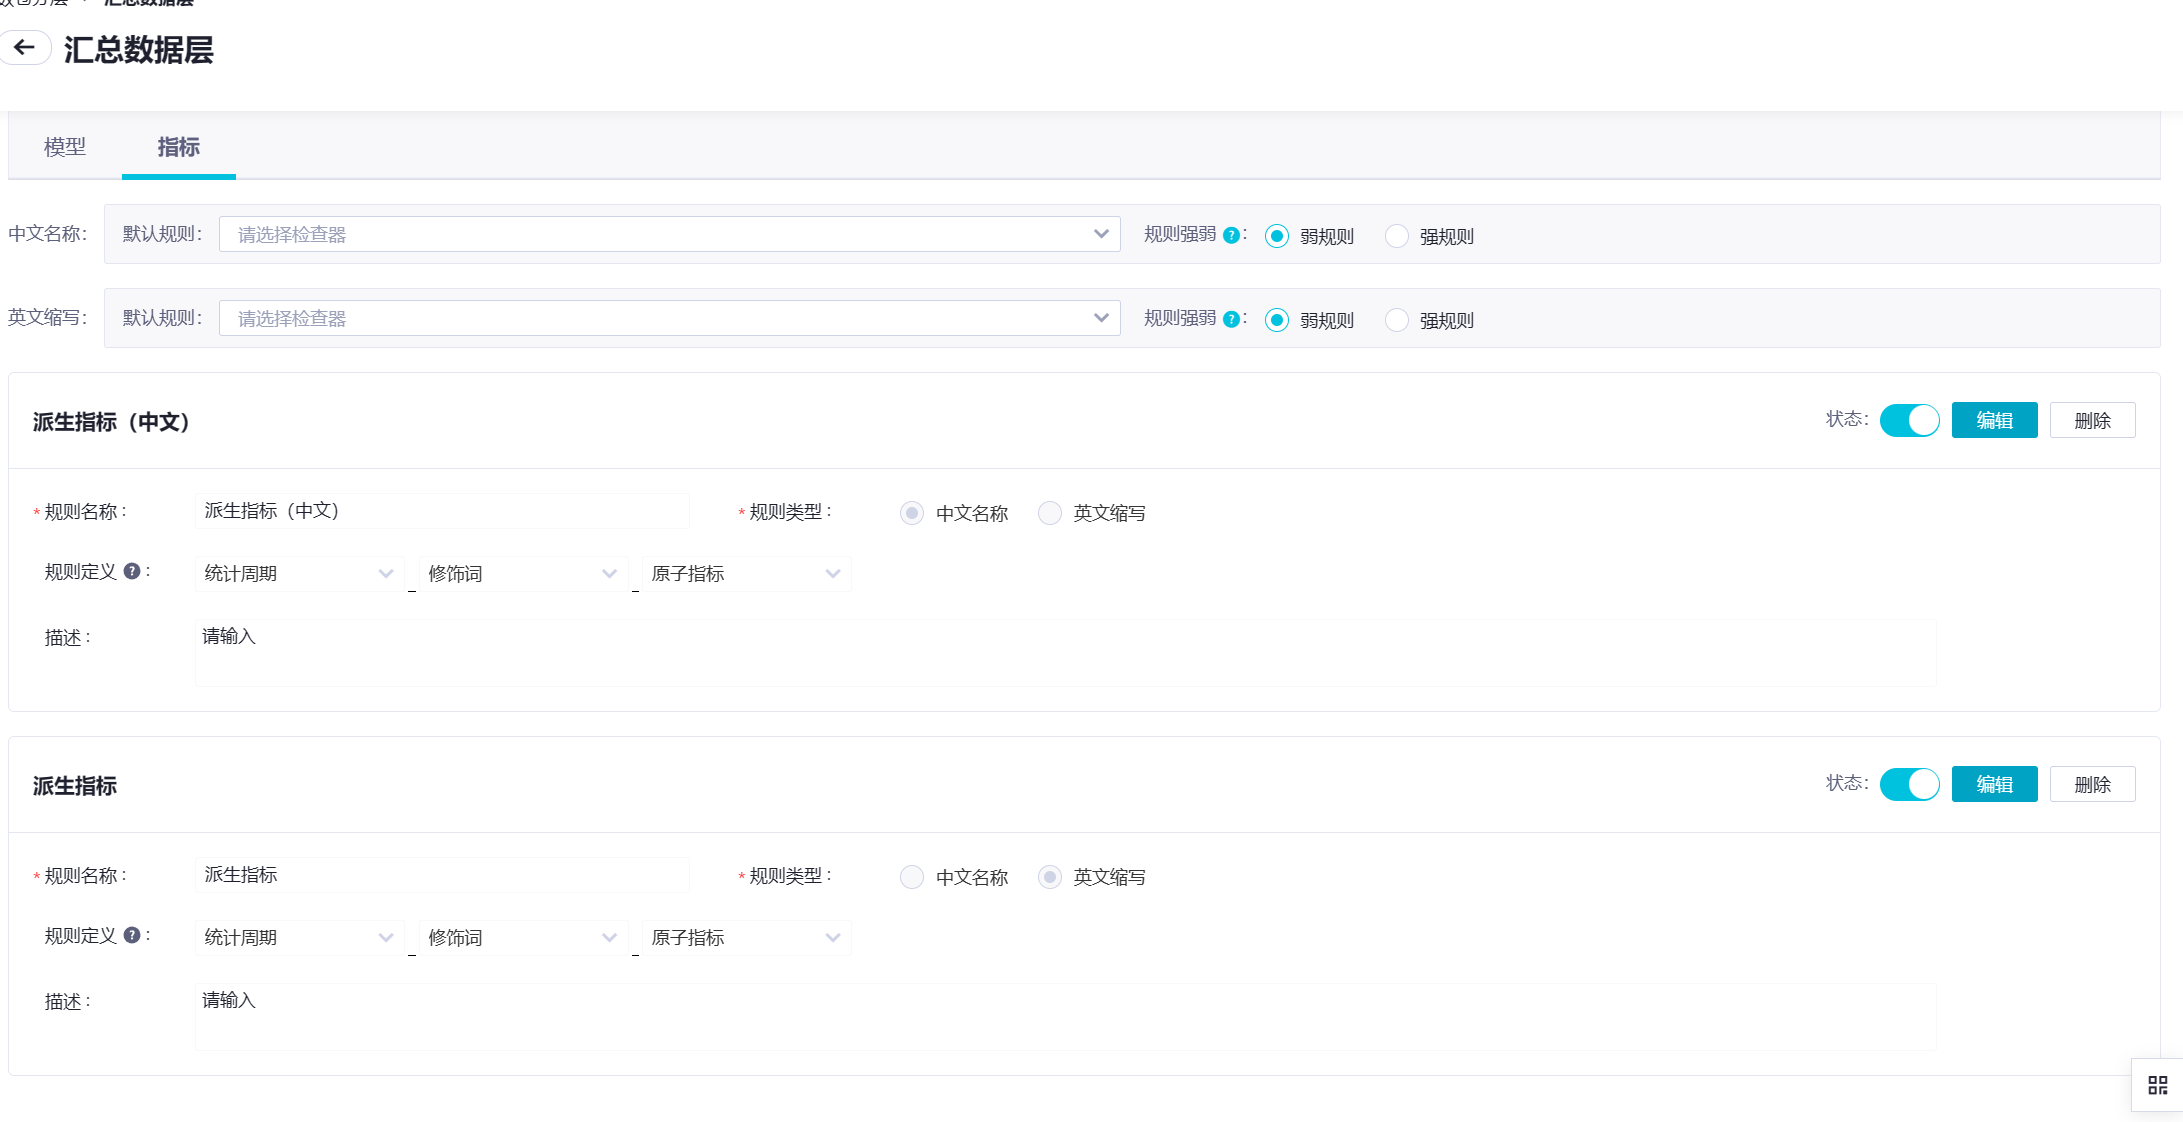 汇总数据层
汇总数据层
模型 指标
中文名称: 默认规则: 请选择检查器 规则强弱 ?: 弱规则 强规则
英文缩写: 默认规则: 请选择检查器 规则强弱 ?: 弱规则 强规则
派生指标（中文） 状态: 编辑 删除
* 规则名称 : 派生指标（中文） * 规则类型 : 中文名称 英文缩写
规则定义 ? : 统计周期 _ 修饰词 _ 原子指标
描述 : 请输入
派生指标 状态: 编辑 删除
* 规则名称 : 派生指标 * 规则类型 : 中文名称 英文缩写
规则定义 ? : 统计周期 _ 修饰词 _ 原子指标
描述 : 请输入